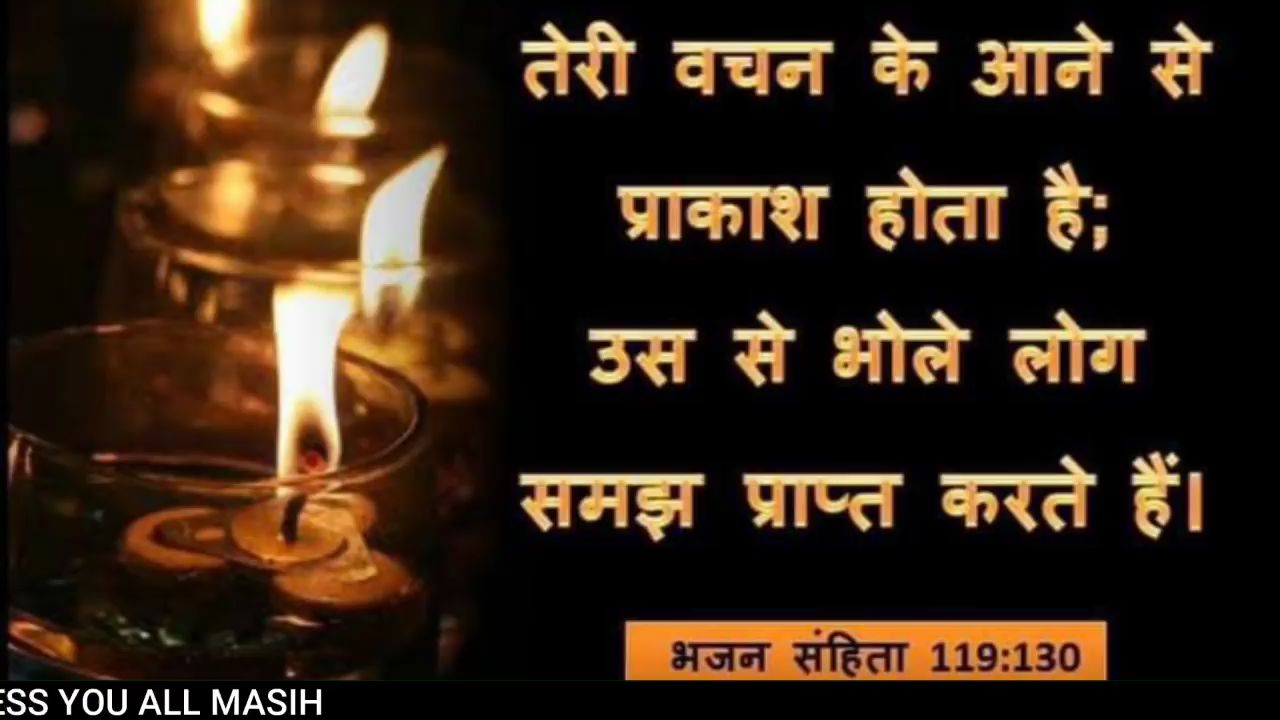 तेरी वचन के आने से
प्राकाश होता है;
उस से भोले लोग
समझ प्राप्त करते हैं।
भजन संहिता 119:130
ESS YOU ALL MASIH